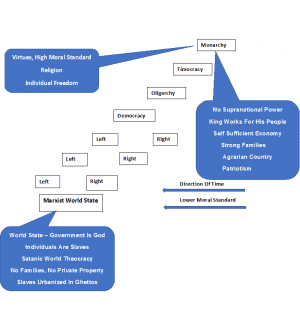 Monarchy
Virtues, High Moral Standard
Religion
Individual Freedom
Timocracy
Oligarchy
No Supranational Power
King Works For His People
Self Sufficient Economy
Strong Families
Agrarian Country
Patriotism
Democracy
Left
Right
Left
Right
Left
Right
Direction Of Time
Lower Moral Standard
Marxist World State
World State – Government Is God
Individuals Are Slaves
Satanic World Theocracy
No Families, No Private Property
Slaves Urbanized In Ghettos